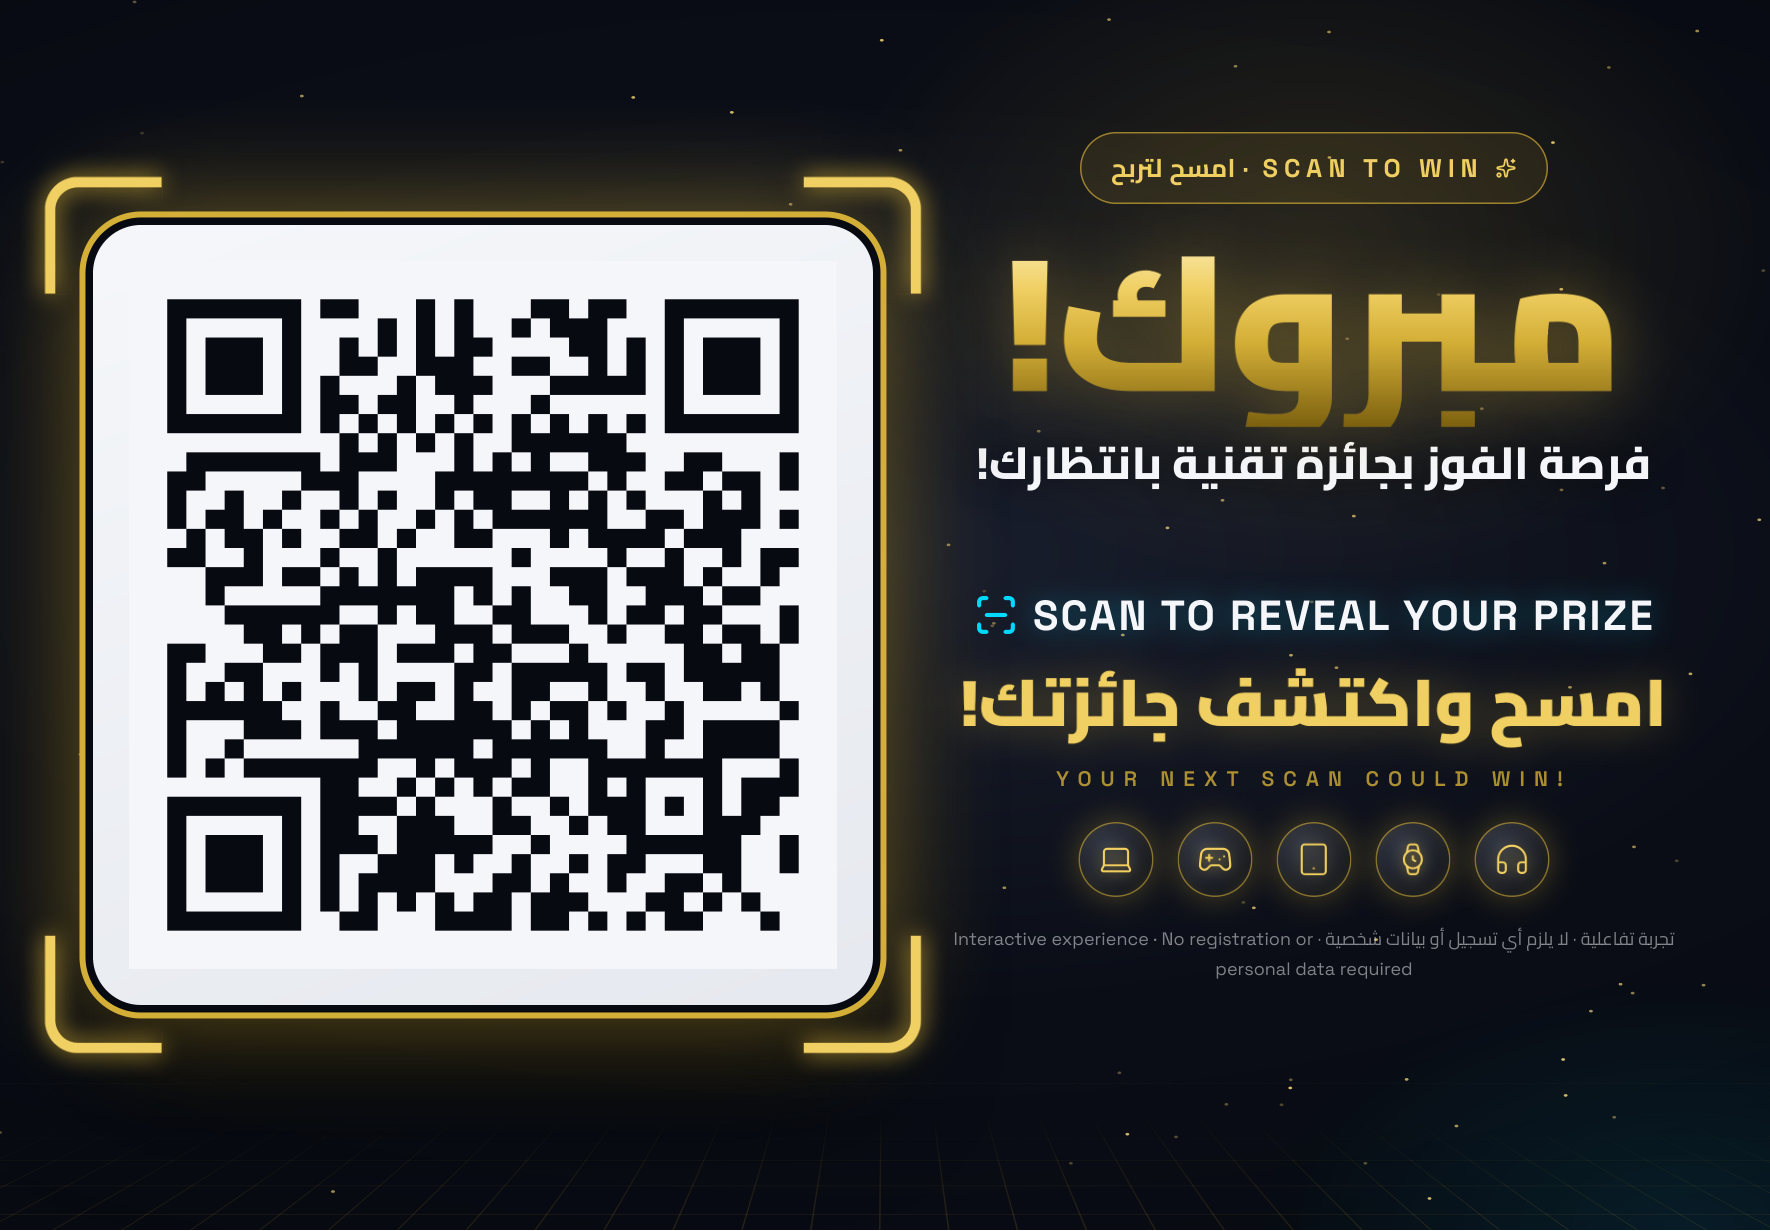 امسح لتربح · SCAN TO WIN
مبروك!
فرصة الفوز بجائزة تقنية بانتظارك!
SCAN TO REVEAL YOUR PRIZE
امسح واكتشف جائزتك!
YOUR NEXT SCAN COULD WIN!
تجربة تفاعلية · لا يلزم أي تسجيل أو بيانات شخصية · Interactive experience · No registration or
personal data required